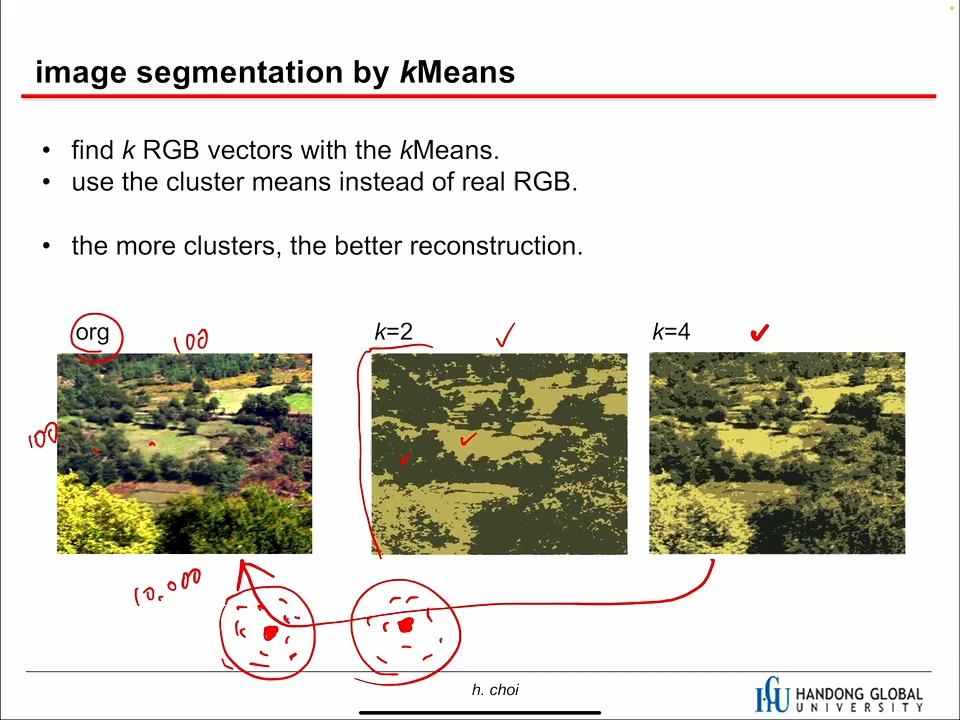 image segmentation by kMeans
• find k RGB vectors with the kMeans.
• use the cluster means instead of real RGB.
• the more clusters, the better reconstruction.
org
100
k=2
k=4
100
10,000
h. choi
HGU HANDONG GLOBAL
UNIVERSITY